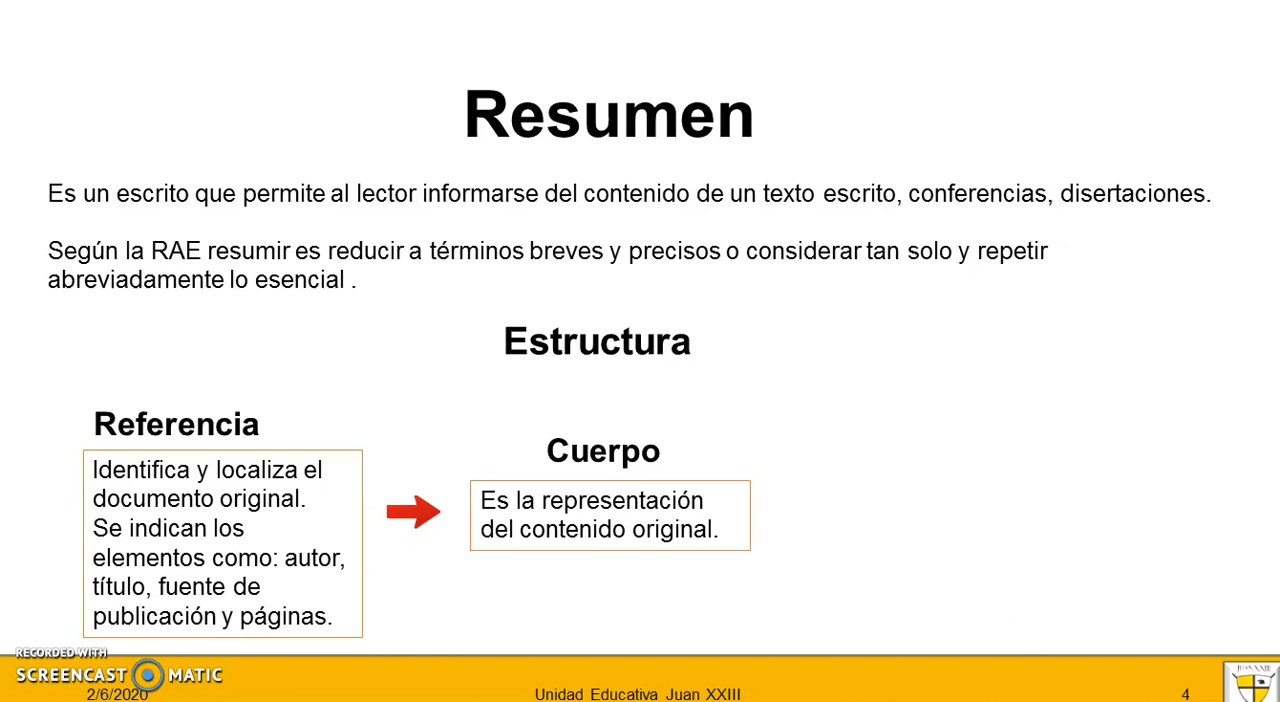 Resumen
Es un escrito que permite al lector informarse del contenido de un texto escrito, conferencias, disertaciones.
Según la RAE resumir es reducir a términos breves y precisos o considerar tan solo y repetir
abreviadamente lo esencial .
Estructura
Referencia
Identifica y localiza el
documento original.
Se indican los
elementos como: autor,
título, fuente de
publicación y páginas.
Cuerpo
Es la representación
del contenido original.
RECORDED WITH
SCREENCAST MATIC
2/6/2020
Unidad Educativa Juan XXIII
4
JUAN XXIII